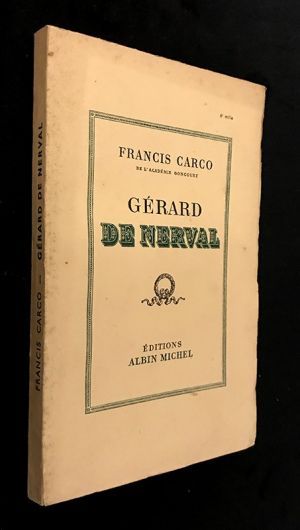 FRANCIS CARCO
DE L'ACADÉMIE GONCOURT
GÉRARD
DE NERVAL
ÉDITIONS
ALBIN MICHEL
FRANCIS CARCO — GÉRARD DE NERVAL